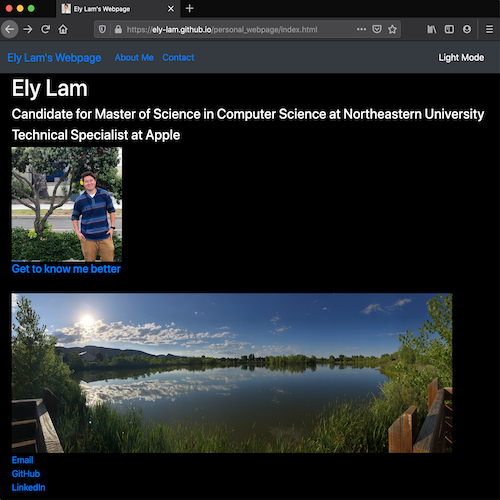 Ely Lam's Webpage
https://ely-lam.github.io/personal_webpage/index.html
Ely Lam's Webpage About Me Contact Light Mode
Ely Lam
Candidate for Master of Science in Computer Science at Northeastern University
Technical Specialist at Apple
Get to know me better
Email
GitHub
LinkedIn